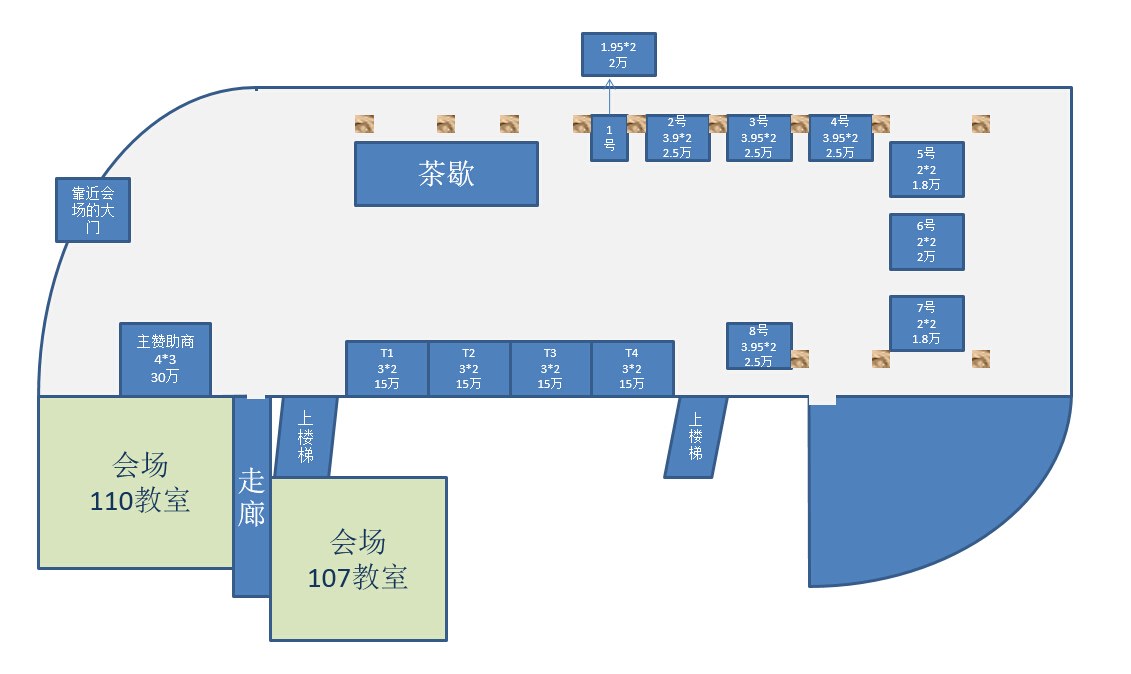 1.95*2
2万
1
号
2号
3.9*2
2.5万
3号
3.95*2
2.5万
4号
3.95*2
2.5万
茶歇
5号
2*2
1.8万
靠近会
场的大
门
6号
2*2
2万
7号
2*2
1.8万
主赞助商
4*3
30万
T1
3*2
15万
T2
3*2
15万
T3
3*2
15万
T4
3*2
15万
8号
3.95*2
2.5万
上
楼
梯
上
楼
梯
会场
110教室
走
廊
会场
107教室